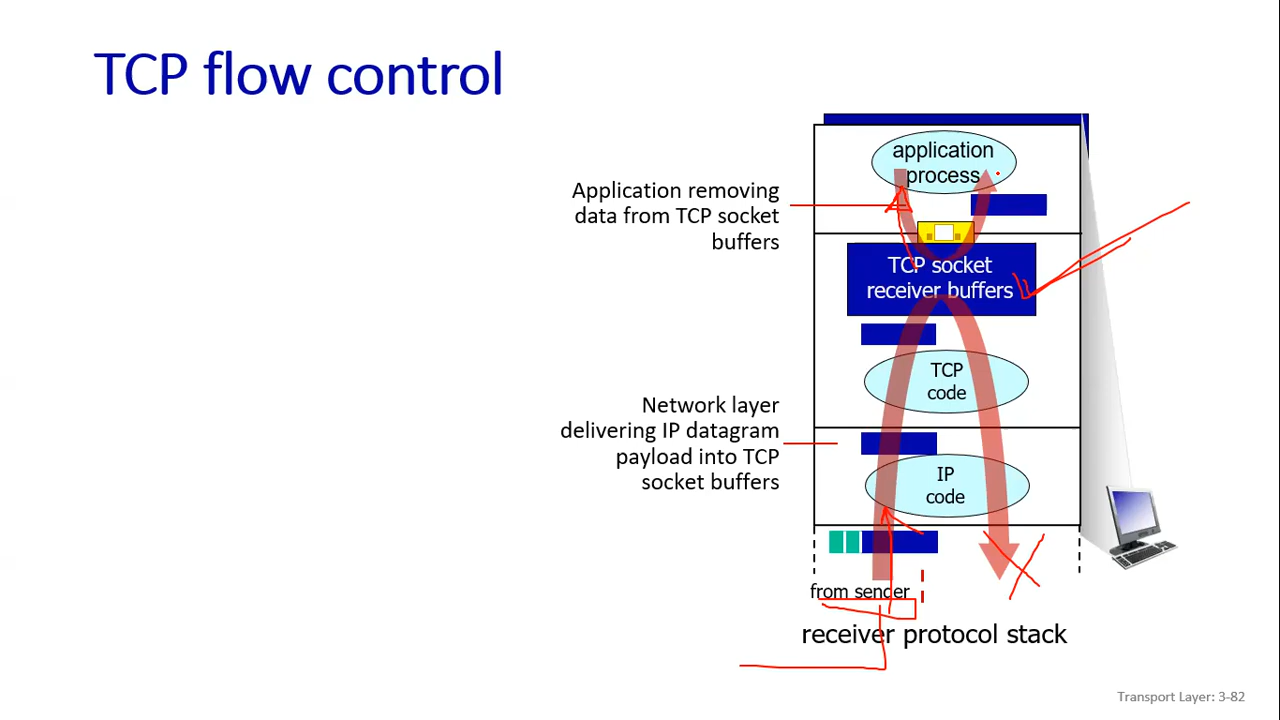 TCP flow control
application
process
Application removing
data from TCP socket
buffers
TCP socket
receiver buffers
TCP
code
Network layer
delivering IP datagram
payload into TCP
socket buffers
IP
code
from sender
receiver protocol stack
Transport Layer: 3-82